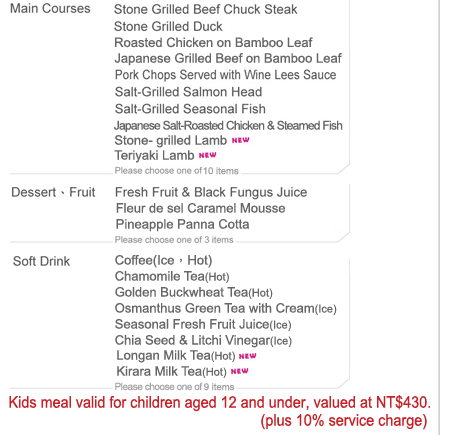 Main Courses Stone Grilled Beef Chuck Steak
Stone Grilled Duck
Roasted Chicken on Bamboo Leaf
Japanese Grilled Beef on Bamboo Leaf
Pork Chops Served with Wine Lees Sauce
Salt-Grilled Salmon Head
Salt-Grilled Seasonal Fish
Japanese Salt-Roasted Chicken & Steamed Fish
Stone- grilled Lamb NEW
Teriyaki Lamb NEW
Please choose one of 10 items
Dessert、Fruit Fresh Fruit & Black Fungus Juice
Fleur de sel Caramel Mousse
Pineapple Panna Cotta
Please choose one of 3 items
Soft Drink Coffee(Ice，Hot)
Chamomile Tea(Hot)
Golden Buckwheat Tea(Hot)
Osmanthus Green Tea with Cream(Ice)
Seasonal Fresh Fruit Juice(Ice)
Chia Seed & Litchi Vinegar(Ice)
Longan Milk Tea(Hot) NEW
Kirara Milk Tea(Hot) NEW
Please choose one of 9 items
Kids meal valid for children aged 12 and under, valued at NT$430.
(plus 10% service charge)